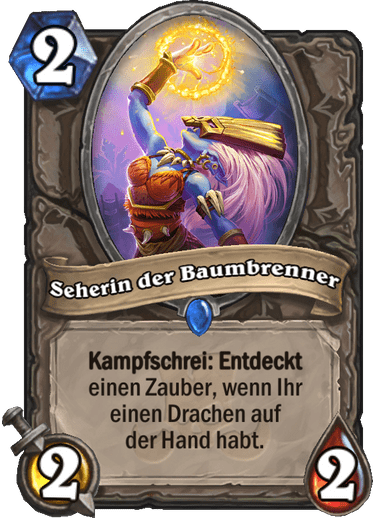 2
Seherin der Baumbrenner
Kampfschrei: Entdeckt
einen Zauber, wenn Ihr
einen Drachen auf
der Hand habt.
2
2